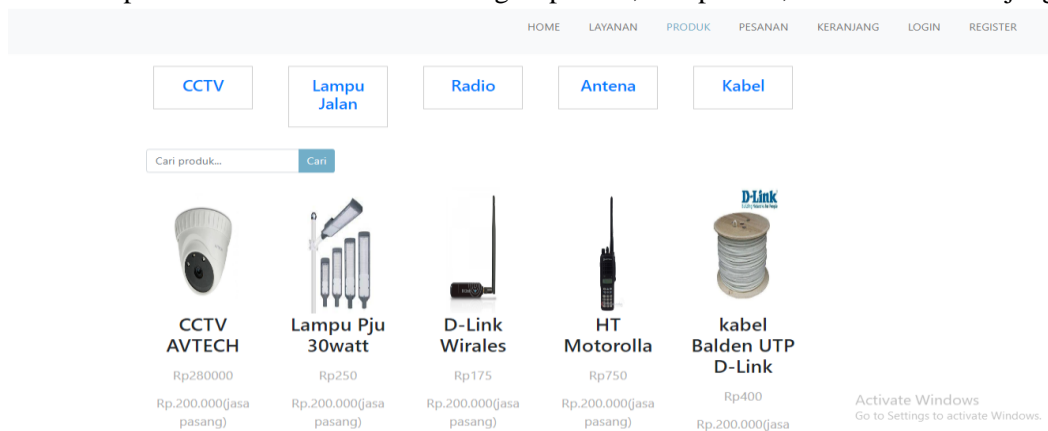 HOME LAYANAN PRODUK PESANAN KERANJANG LOGIN REGISTER
CCTV
Lampu
Jalan
Radio
Antena
Kabel
Cari produk...
Cari
D-Link
CCTV
AVTECH
Rp280000
Rp.200.000(jasa
pasang)
Lampu Pju
30watt
Rp250
Rp.200.000(jasa
pasang)
D-Link
Wirales
Rp175
Rp.200.000(jasa
pasang)
HT
Motorolla
Rp750
Rp.200.000(jasa
pasang)
kabel
Balden UTP
D-Link
Rp400
Rp.200.000(jasa
Activate Windows
Go to Settings to activate Windows.